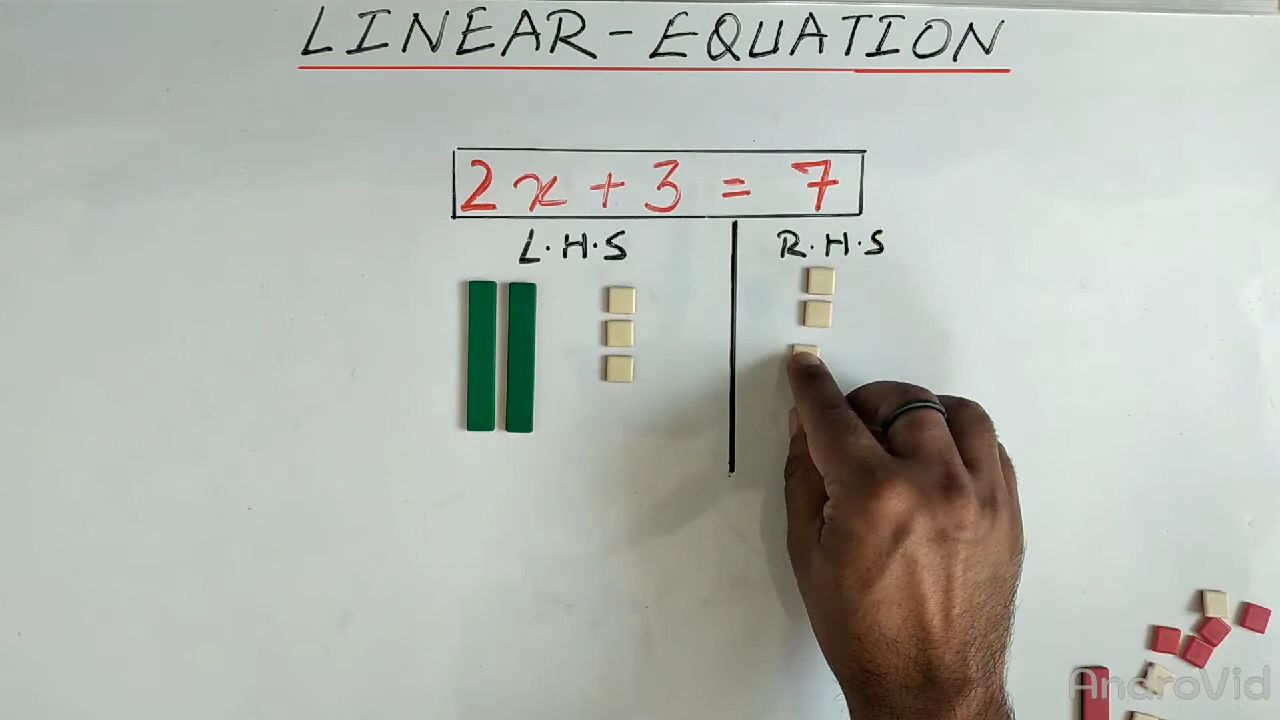 LINEAR-EQUATION
2x + 3 = 7
L.H.S R.H.S
AndroVid